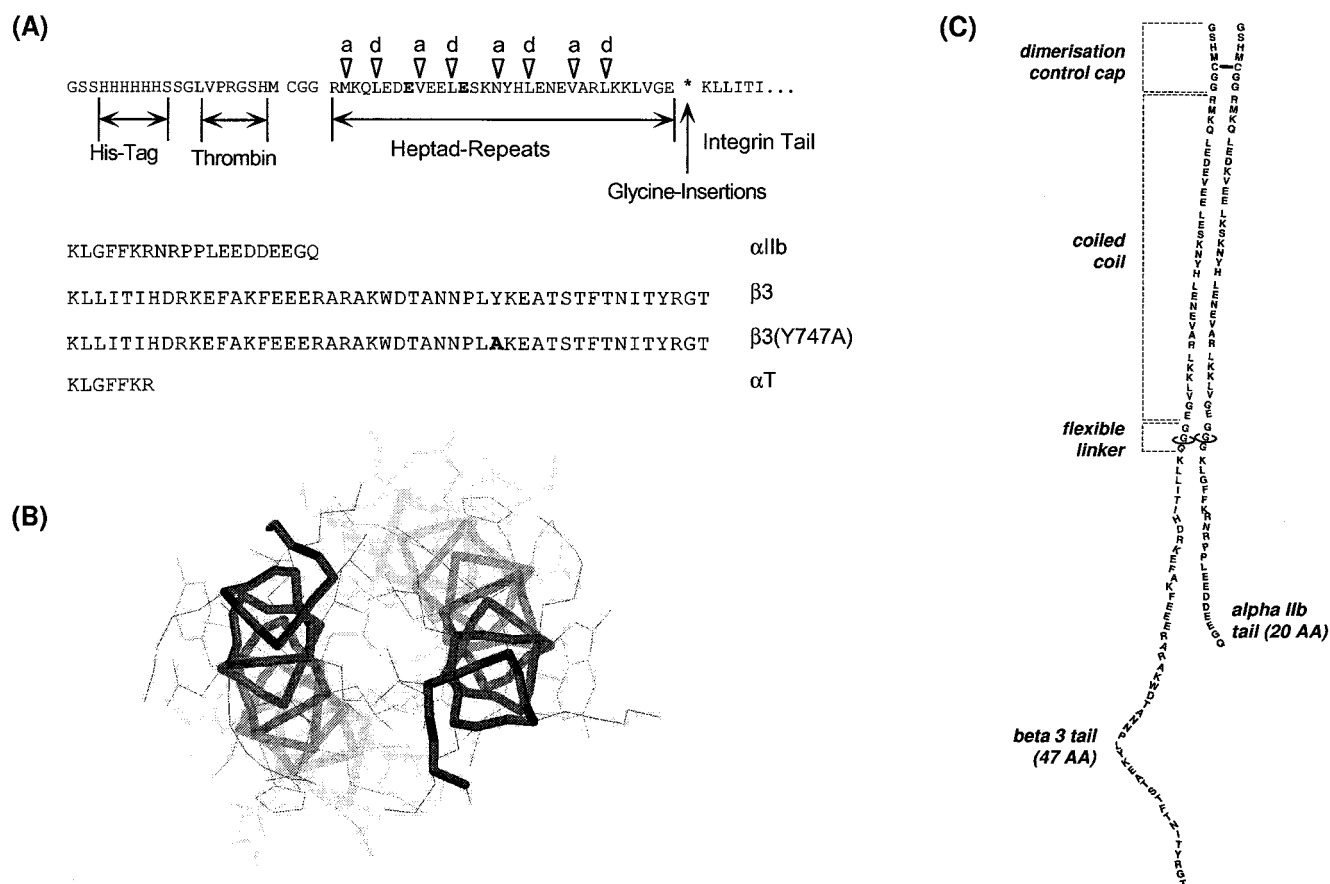 (A)
a d a d a d a d
GSSHHHHHHSSGLVPRGSHM CGG RMKQLEDEVEELESKNYHLENEVARLKKLVGE * KLLITI...
His-Tag
Thrombin
Heptad-Repeats
Integrin Tail
Glycine-Insertions
KLGFFKRNRPPLEEDDEEGQ αIIb
KLLITIHDRKEFAKFEEERARAKWDTANNPLYKEATSTFTNITYRGT β3
KLLITIHDRKEFAKFEEERARAKWDTANNPLAKEATSTFTNITYRGT β3(Y747A)
KLGFFKR αT
(B)
(C)
dimerisation
control cap
coiled
coil
flexible
linker
alpha IIb
tail (20 AA)
beta 3 tail
(47 AA)
GSHMCGGRMKQLEDEVEELESKNYHLENEVARLKKLVGEGGGKLLITIHDRKEFAKFEEERARAKWDTANNPLYKEATSTFTNITYRGT
GSHMCGGRMKQLEDKVEELKSKNYHLENEVARLKKLVGEGGGKLGFFKRNRPPLEEDDEEGQ